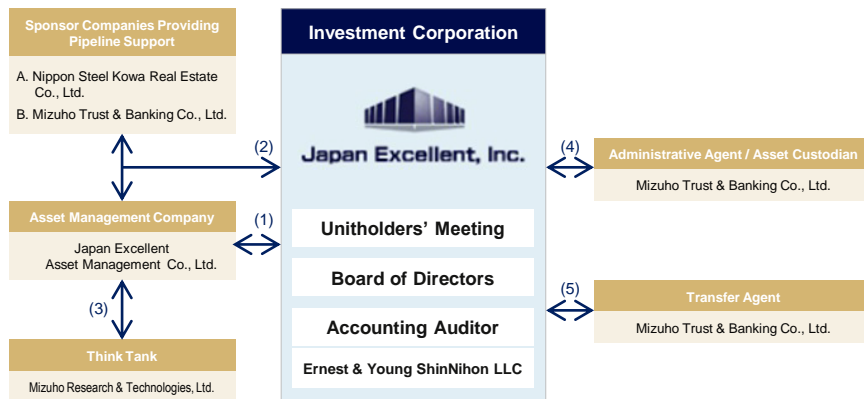 Sponsor Companies Providing
Pipeline Support
A. Nippon Steel Kowa Real Estate
Co., Ltd.
B. Mizuho Trust & Banking Co., Ltd.
(2)
Asset Management Company
Japan Excellent
Asset Management Co., Ltd.
(1)
(3)
Think Tank
Mizuho Research & Technologies, Ltd.
Investment Corporation
Japan Excellent, Inc.
Unitholders’ Meeting
Board of Directors
Accounting Auditor
Ernest & Young ShinNihon LLC
(4)
Administrative Agent / Asset Custodian
Mizuho Trust & Banking Co., Ltd.
(5)
Transfer Agent
Mizuho Trust & Banking Co., Ltd.